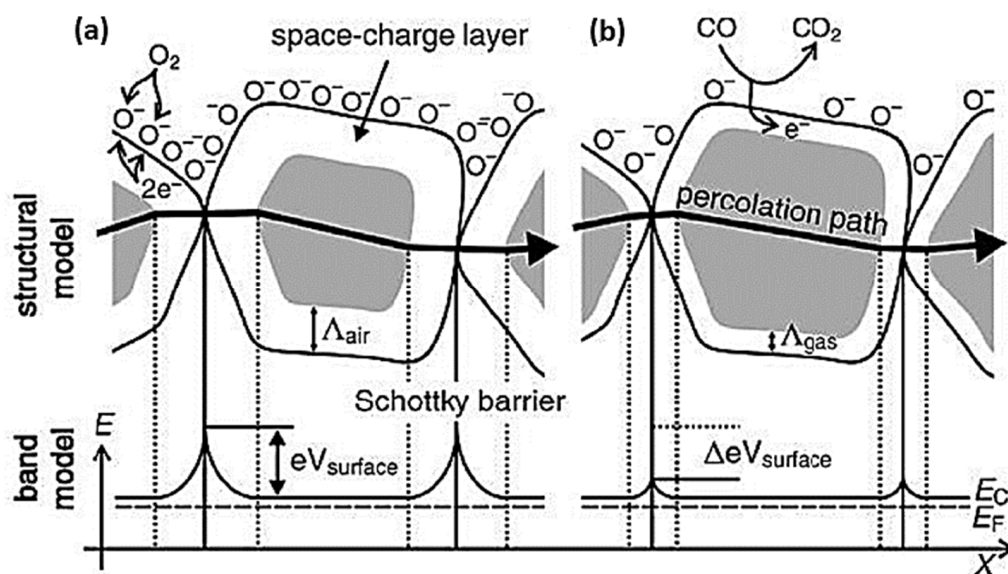 (a)
space-charge layer
O₂
O⁻ O⁻ O⁻ O⁻ O⁻
O⁻ O⁻ O⁻ O⁻ O⁻ O⁻ O⁻ O⁻
⁻O
O⁼O⁻
O⁻
2e⁻
Λair
structural model
(b)
CO CO₂
O⁻ O⁻ O⁻ O⁻
O⁻ O⁻ O⁻
O⁻
e⁻
percolation path
Λgas
Schottky barrier
band model
E
eVsurface
ΔeVsurface
EC
EF
X